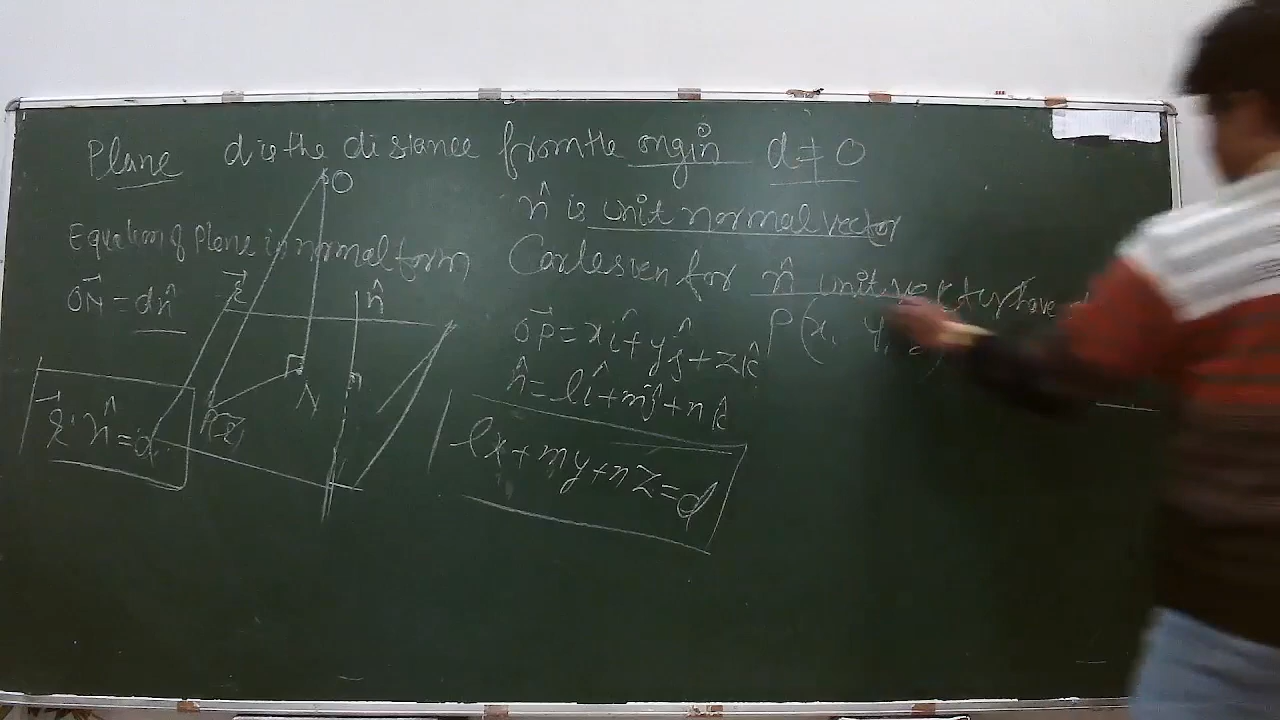 Plane d is the distance from the origin d ≠ 0
O
n̂ is unit normal vector
Equation of plane in normal form
Cartesian for n̂ unit vector have
ON⃗ = dn̂
n̂
OP⃗ = xî + yĵ + zk̂
P(x, y,
n̂ = lî + mĵ + nk̂
N
r⃗·n̂ = d
lx + my + nz = d